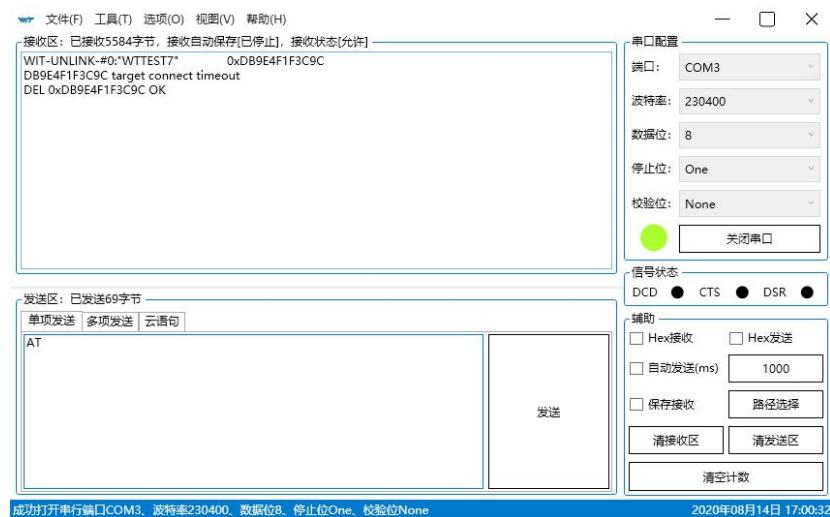 WT 文件(F) 工具(T) 选项(O) 视图(V) 帮助(H)
接收区：已接收5584字节，接收自动保存[已停止]，接收状态[允许]
WIT-UNLINK-#0:"WTTEST7" 0xDB9E4F1F3C9C
DB9E4F1F3C9C target connect timeout
DEL 0xDB9E4F1F3C9C OK
串口配置
端口： COM3
波特率： 230400
数据位： 8
停止位： One
校验位： None
关闭串口
信号状态
DCD CTS DSR
发送区：已发送69字节
单项发送 多项发送 云语句
AT
发送
辅助
Hex接收 Hex发送
自动发送(ms) 1000
保存接收 路径选择
清接收区 清发送区
清空计数
成功打开串行端口COM3、波特率230400、数据位8、停止位One、校验位None 2020年08月14日 17:00:32